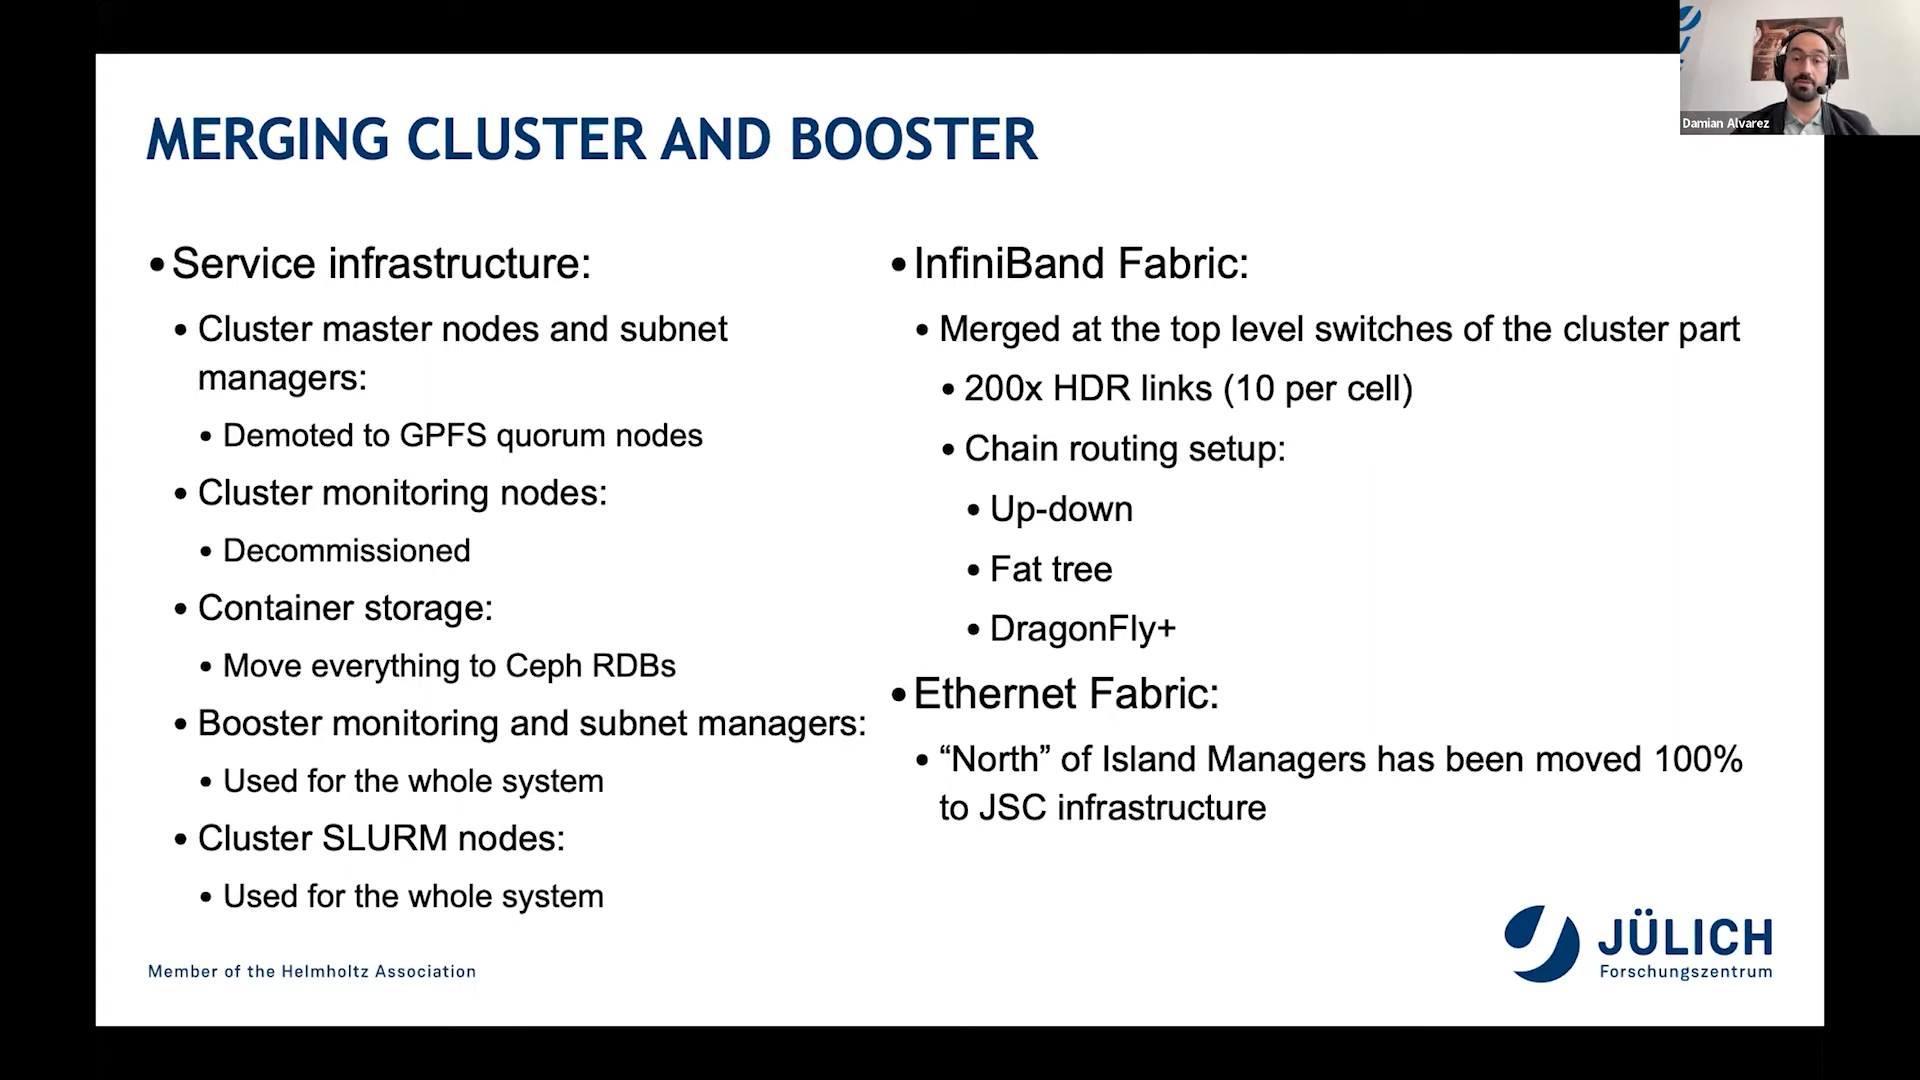 Damian Alvarez
MERGING CLUSTER AND BOOSTER
• Service infrastructure:
• Cluster master nodes and subnet
managers:
• Demoted to GPFS quorum nodes
• Cluster monitoring nodes:
• Decommissioned
• Container storage:
• Move everything to Ceph RDBs
• Booster monitoring and subnet managers:
• Used for the whole system
• Cluster SLURM nodes:
• Used for the whole system
• InfiniBand Fabric:
• Merged at the top level switches of the cluster part
• 200x HDR links (10 per cell)
• Chain routing setup:
• Up-down
• Fat tree
• DragonFly+
• Ethernet Fabric:
• “North” of Island Managers has been moved 100%
to JSC infrastructure
Member of the Helmholtz Association
JÜLICH
Forschungszentrum